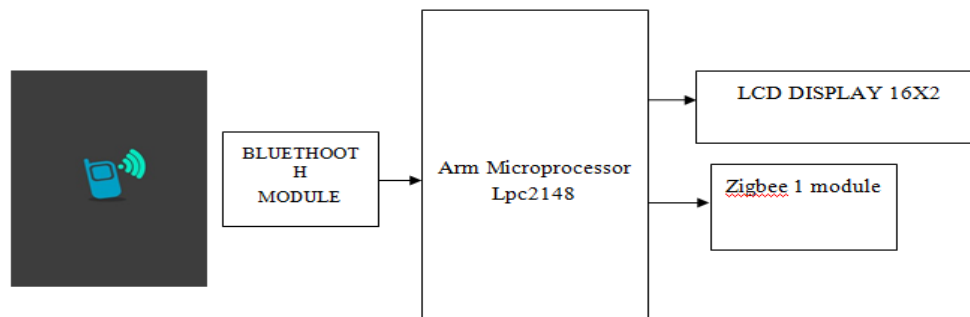 BLUETHOOT
H
MODULE
Arm Microprocessor
Lpc2148
LCD DISPLAY 16X2
Zigbee 1 module